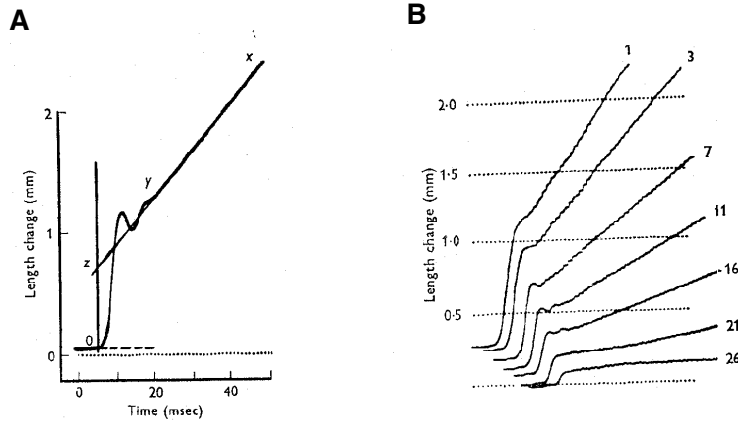 A
x
2
y
1
z
0
0
Length change (mm)
0
20
40
Time (msec)
B
1
3
2·0
7
1·5
11
1·0
16
0·5
21
26
Length change (mm)